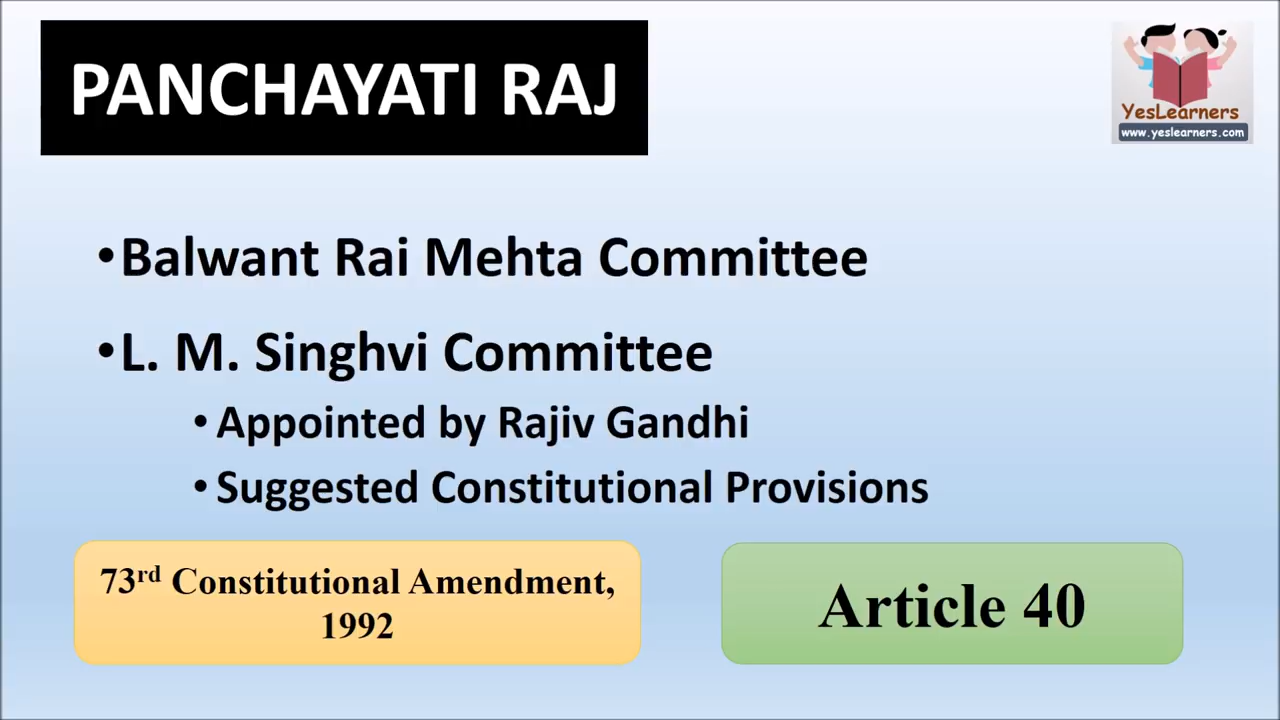 PANCHAYATI RAJ
YesLearners
www.yeslearners.com
•Balwant Rai Mehta Committee
•L. M. Singhvi Committee
• Appointed by Rajiv Gandhi
• Suggested Constitutional Provisions
73rd Constitutional Amendment,
1992
Article 40